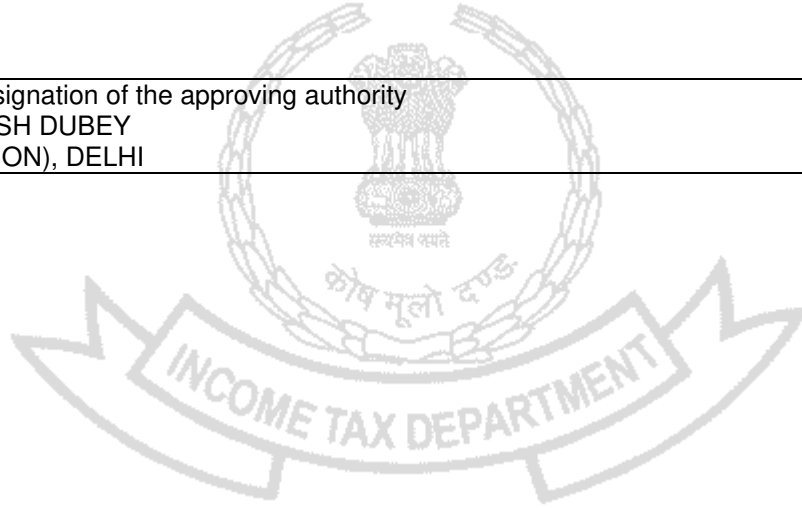 signation of the approving authority
SH DUBEY
ON), DELHI
सत्यमेव जयते
कोष मूलो दण्डः
INCOME TAX DEPARTMENT